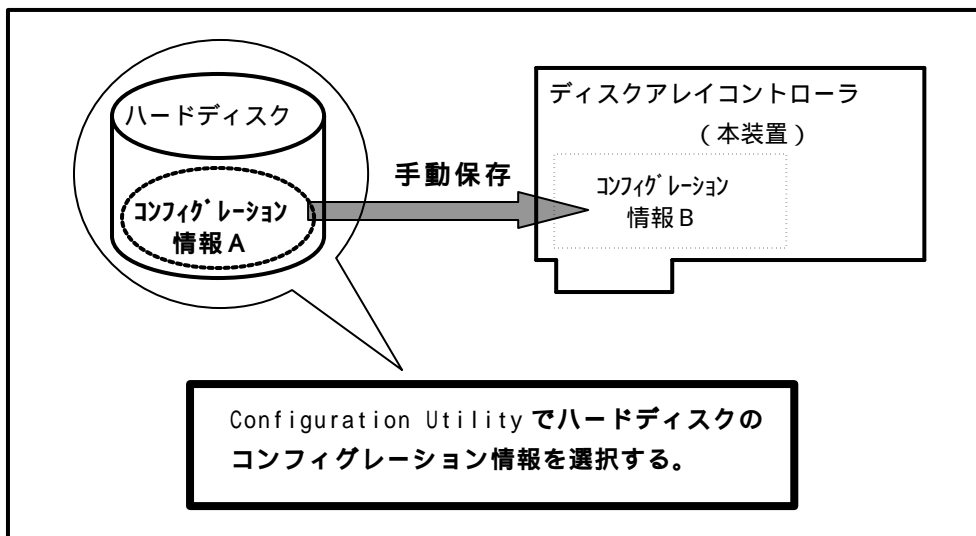 ハードディスク
コンフィグレーション
情報A
手動保存
ディスクアレイコントローラ
(本装置)
コンフィグレーション
情報B
Configuration Utilityでハードディスクの
コンフィグレーション情報を選択する。